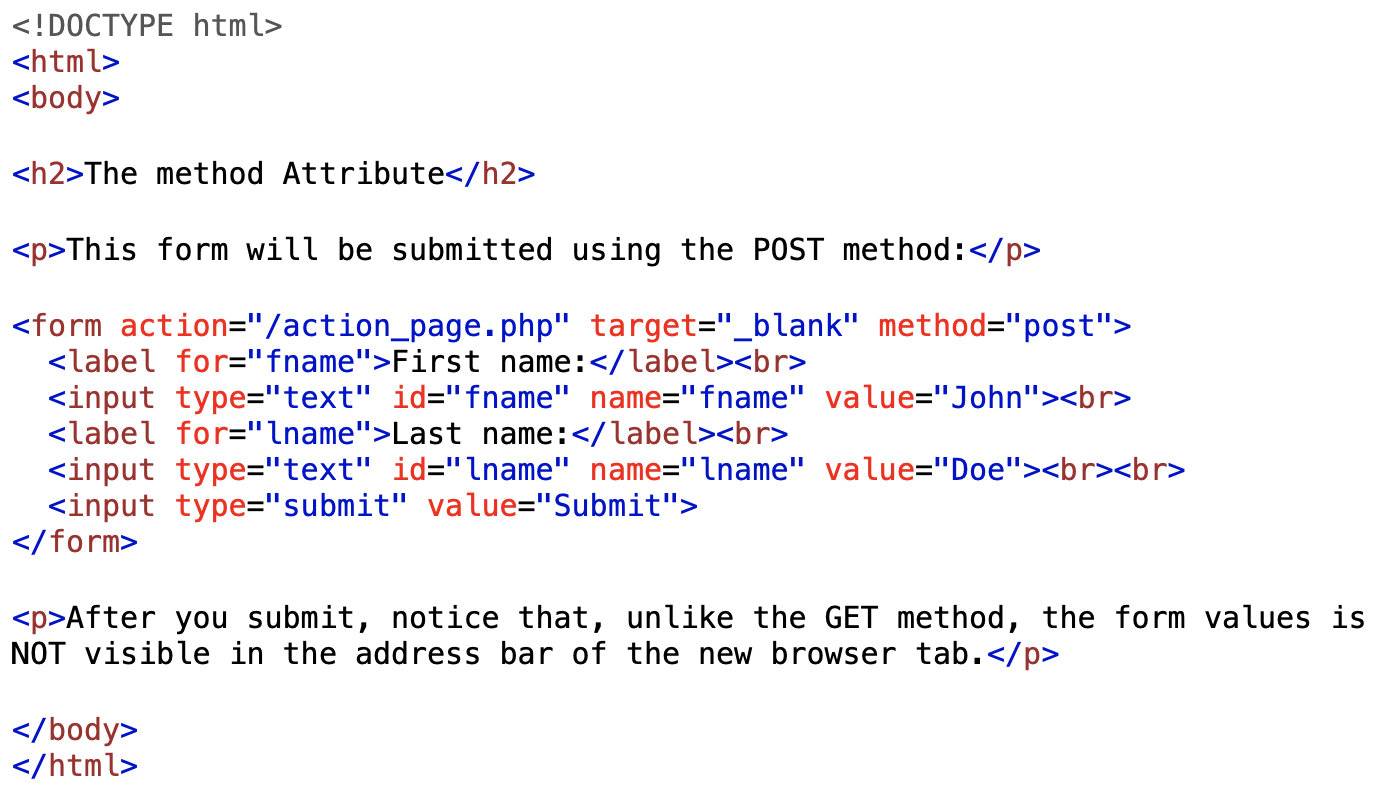 <!DOCTYPE html>
<html>
<body>
<h2>The method Attribute</h2>
<p>This form will be submitted using the POST method:</p>
<form action="/action_page.php" target="_blank" method="post">
<label for="fname">First name:</label><br>
<input type="text" id="fname" name="fname" value="John"><br>
<label for="lname">Last name:</label><br>
<input type="text" id="lname" name="lname" value="Doe"><br><br>
<input type="submit" value="Submit">
</form>
<p>After you submit, notice that, unlike the GET method, the form values is
NOT visible in the address bar of the new browser tab.</p>
</body>
</html>